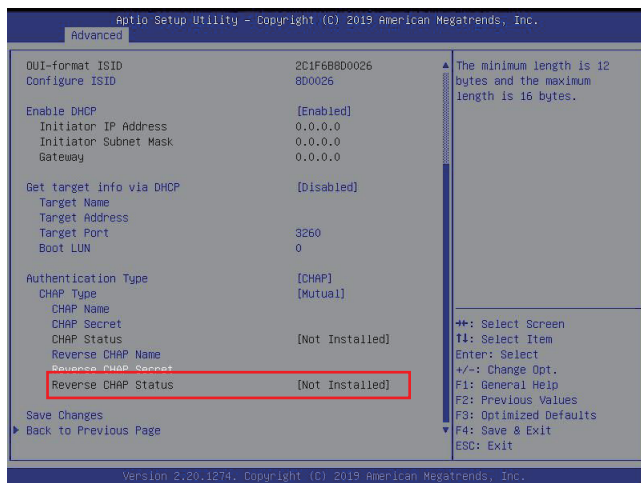 Aptio Setup Utility – Copyright (C) 2019 American Megatrends, Inc.
Advanced
OUI-format ISID 2C1F6B8D0026
Configure ISID 8D0026
Enable DHCP [Enabled]
Initiator IP Address 0.0.0.0
Initiator Subnet Mask 0.0.0.0
Gateway 0.0.0.0
Get target info via DHCP [Disabled]
Target Name
Target Address
Target Port 3260
Boot LUN 0
Authentication Type [CHAP]
CHAP Type [Mutual]
CHAP Name
CHAP Secret
CHAP Status [Not Installed]
Reverse CHAP Name
Reverse CHAP Secret
Reverse CHAP Status [Not Installed]
Save Changes
Back to Previous Page
The minimum length is 12
bytes and the maximum
length is 16 bytes.
→←: Select Screen
↑↓: Select Item
Enter: Select
+/-: Change Opt.
F1: General Help
F2: Previous Values
F3: Optimized Defaults
F4: Save & Exit
ESC: Exit
Version 2.20.1274. Copyright (C) 2019 American Megatrends, Inc.